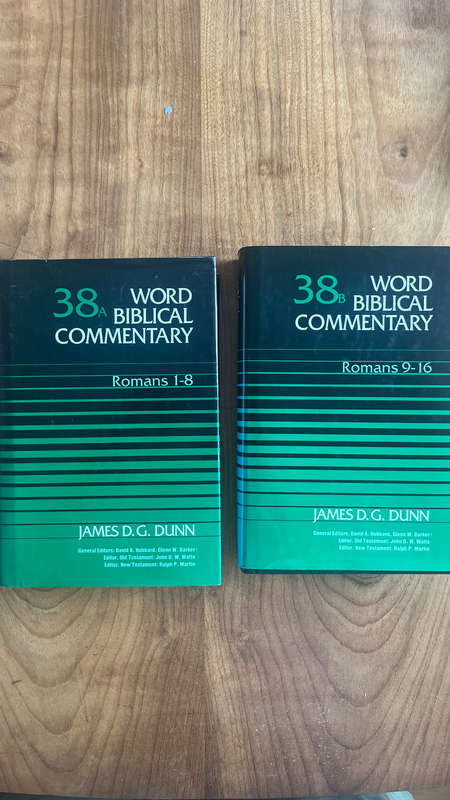 38A WORD
BIBLICAL
COMMENTARY
Romans 1-8
JAMES D. G. DUNN
General Editors: David A. Hubbard, Glenn W. Barker†
Editor, Old Testament: John D. W. Watts
Editor, New Testament: Ralph P. Martin
38B WORD
BIBLICAL
COMMENTARY
Romans 9-16
JAMES D. G. DUNN
General Editors: David A. Hubbard, Glenn W. Barker†
Editor, Old Testament: John D. W. Watts
Editor, New Testament: Ralph P. Martin